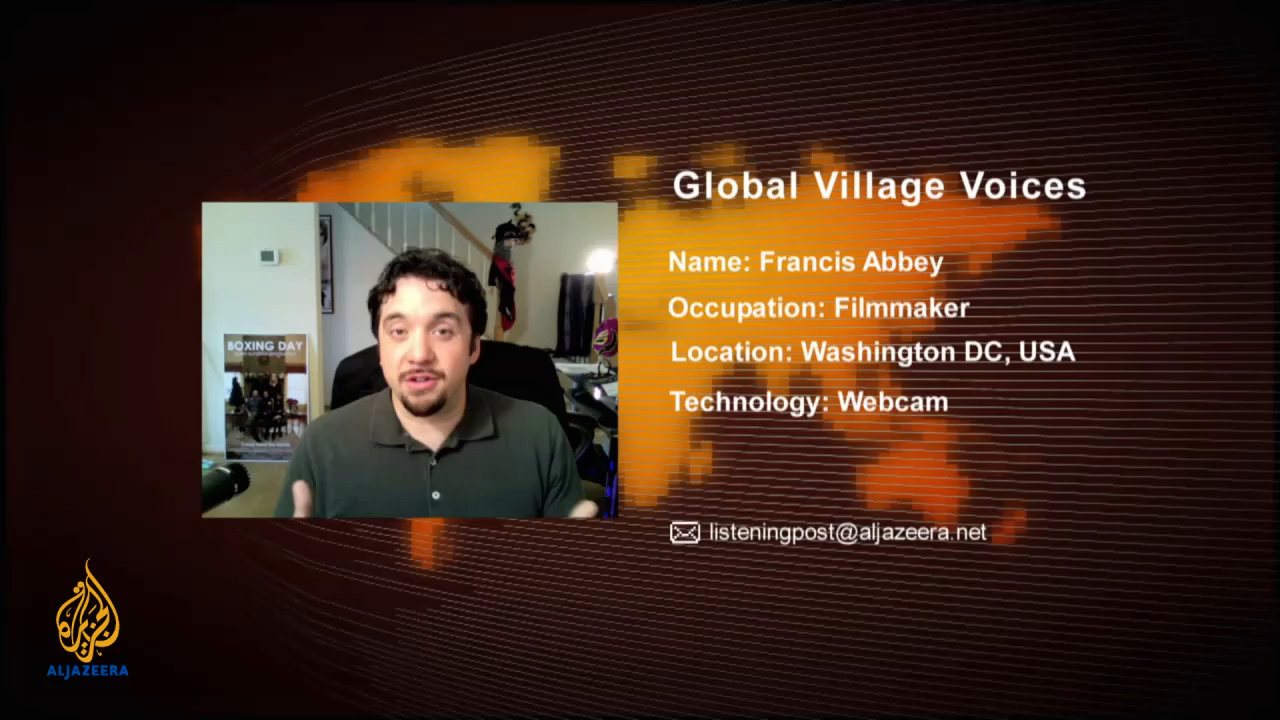 Global Village Voices
Name: Francis Abbey
Occupation: Filmmaker
Location: Washington DC, USA
Technology: Webcam
listeningpost@aljazeera.net
BOXING DAY
الجزيرة
ALJAZEERA